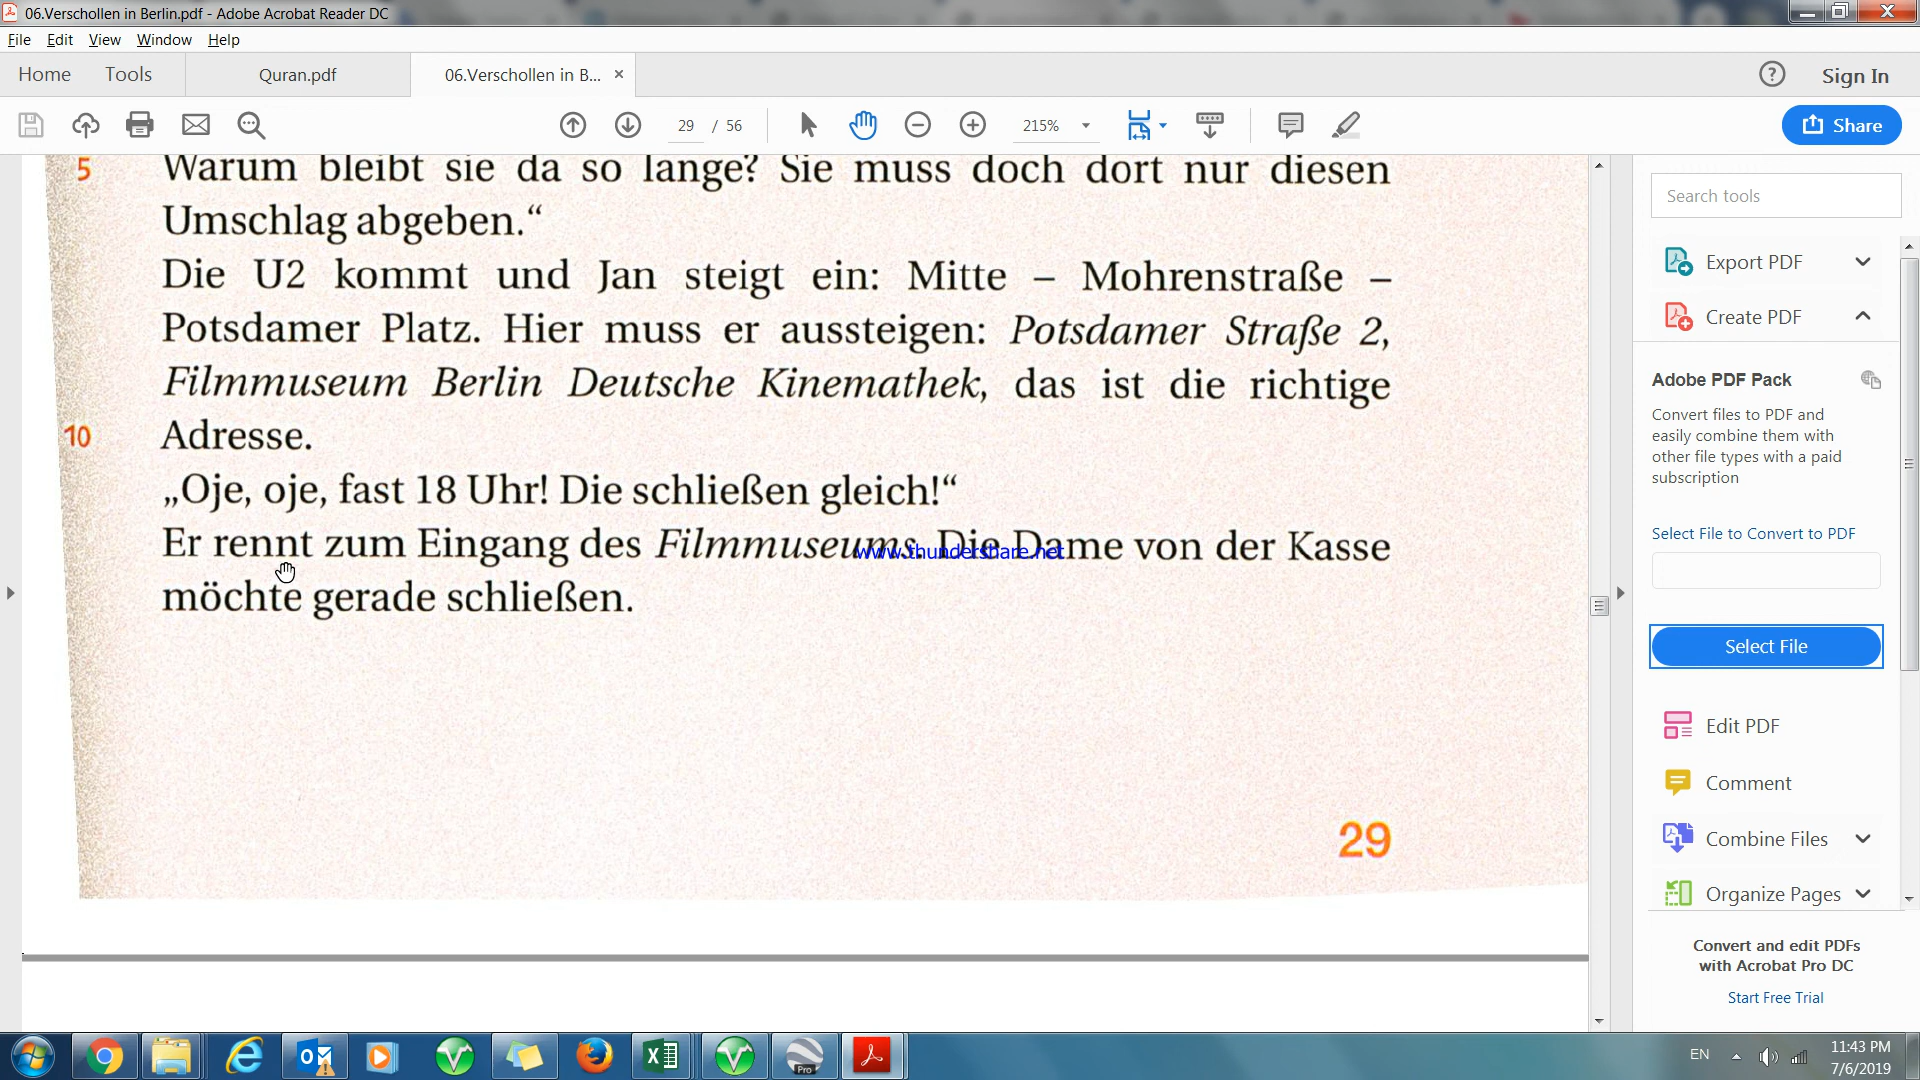 06.Verschollen in Berlin.pdf - Adobe Acrobat Reader DC
File Edit View Window Help
Home Tools Quran.pdf 06.Verschollen in B... × ? Sign In
29 / 56 215% Share
5 Warum bleibt sie da so lange? Sie muss doch dort nur diesen
Umschlag abgeben.“
Die U2 kommt und Jan steigt ein: Mitte – Mohrenstraße –
Potsdamer Platz. Hier muss er aussteigen: Potsdamer Straße 2,
Filmmuseum Berlin Deutsche Kinemathek, das ist die richtige
10 Adresse.
„Oje, oje, fast 18 Uhr! Die schließen gleich!“
Er rennt zum Eingang des Filmmuseums. Die Dame von der Kasse
www.thundershare.net
möchte gerade schließen.
29
Search tools
Export PDF
Create PDF
Adobe PDF Pack
Convert files to PDF and
easily combine them with
other file types with a paid
subscription
Select File to Convert to PDF
Select File
Edit PDF
Comment
Combine Files
Organize Pages
Convert and edit PDFs
with Acrobat Pro DC
Start Free Trial
Pro
EN
11:43 PM
7/6/2019